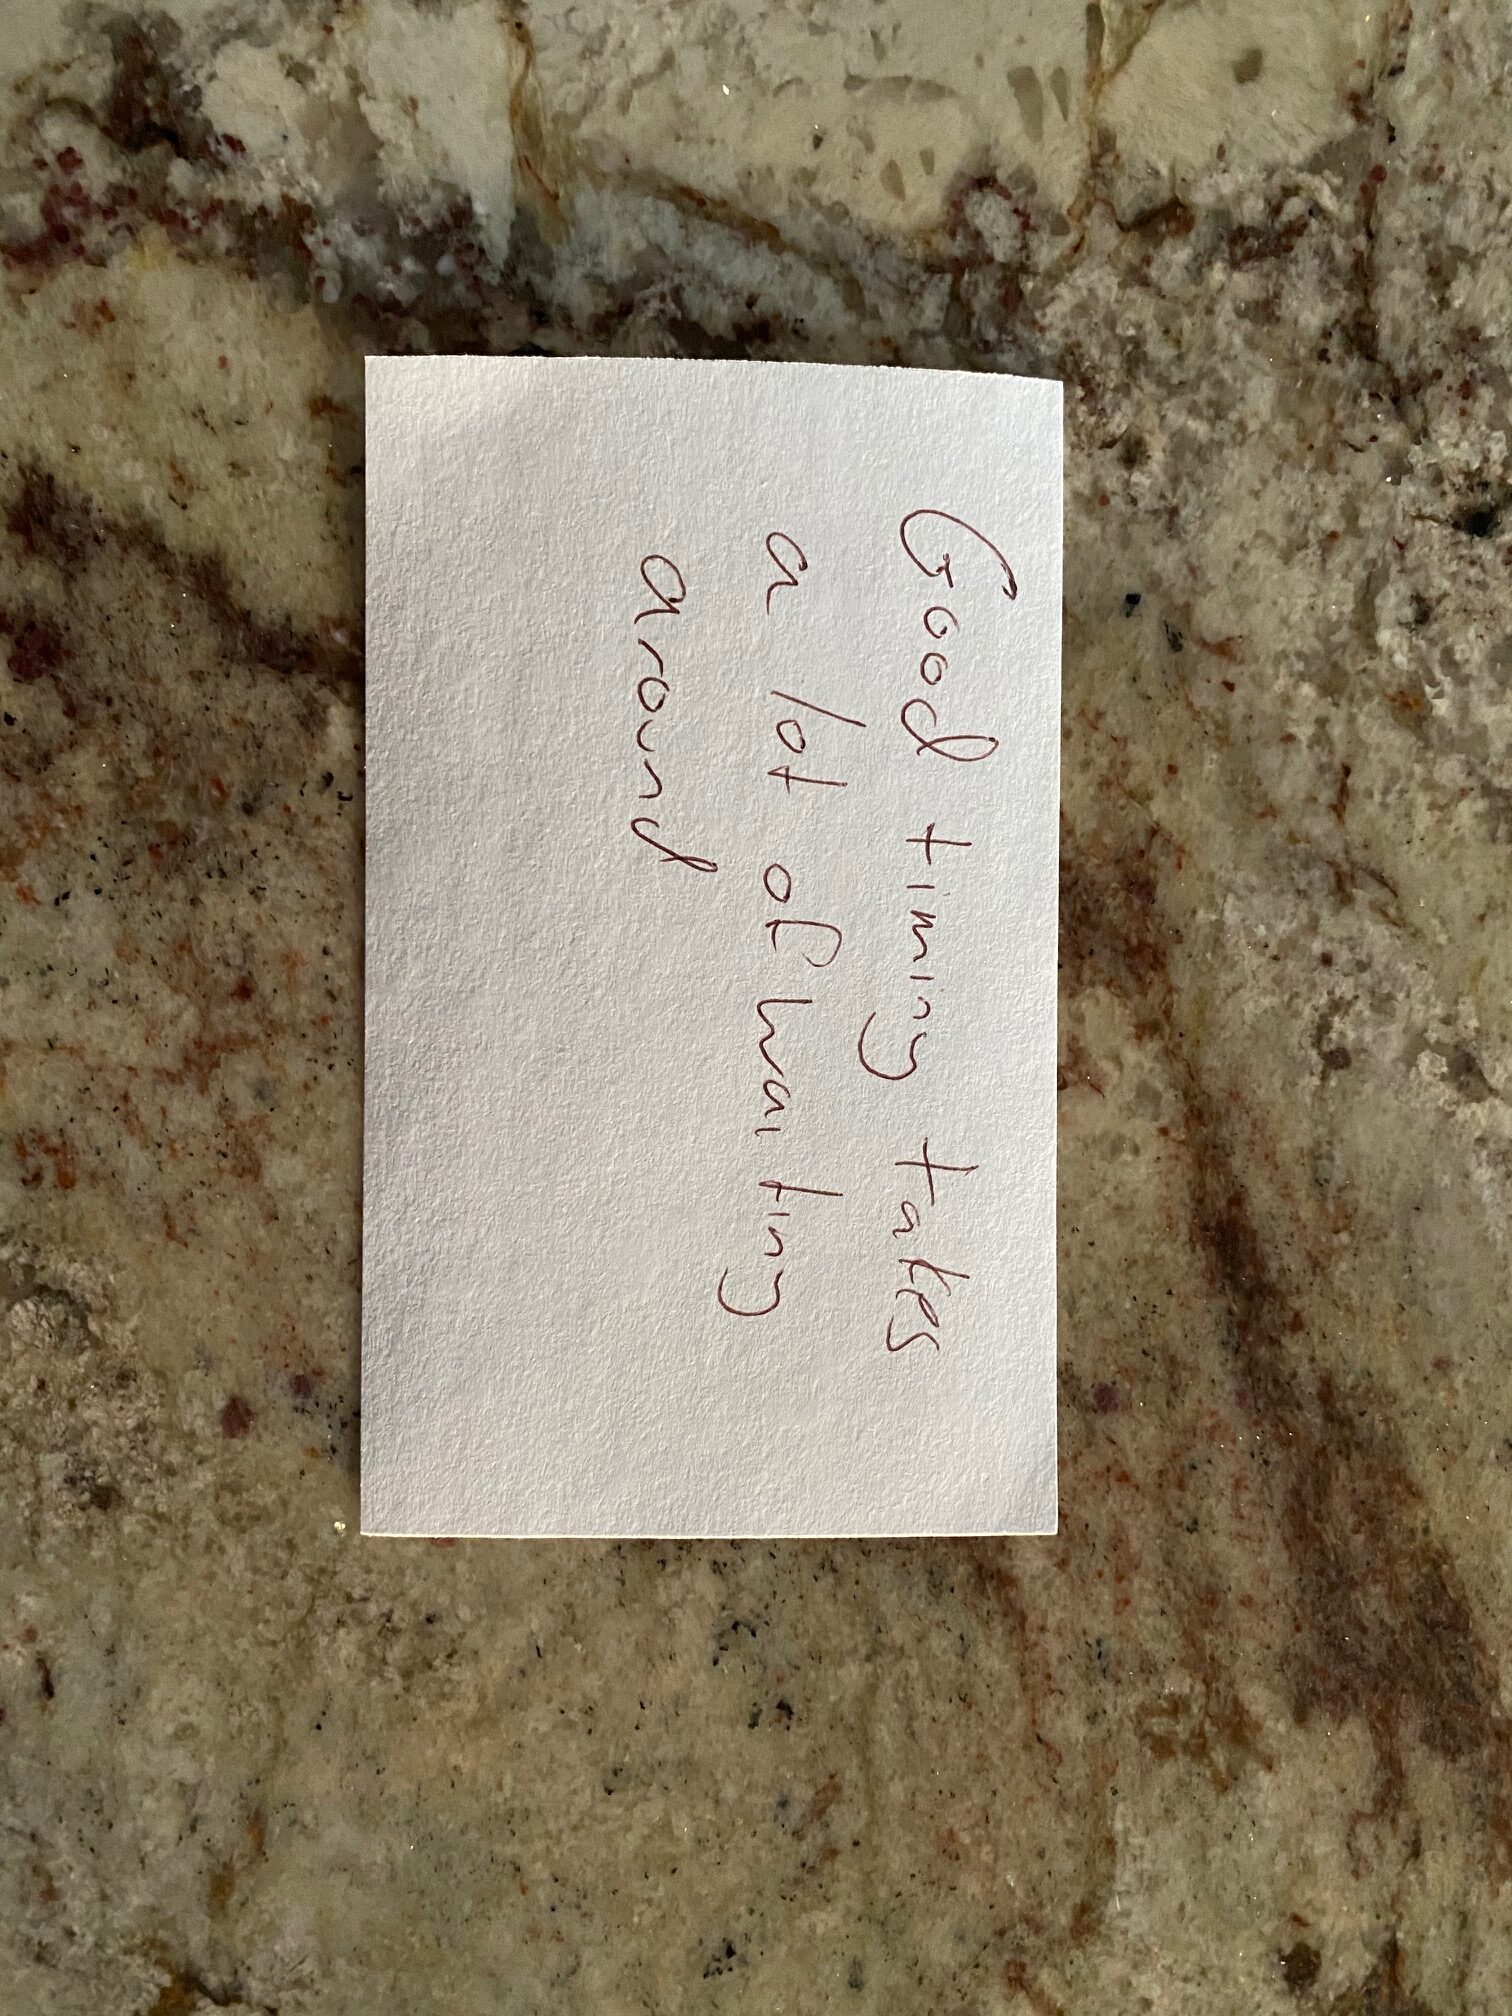 Good timing takes
a lot of waiting
around